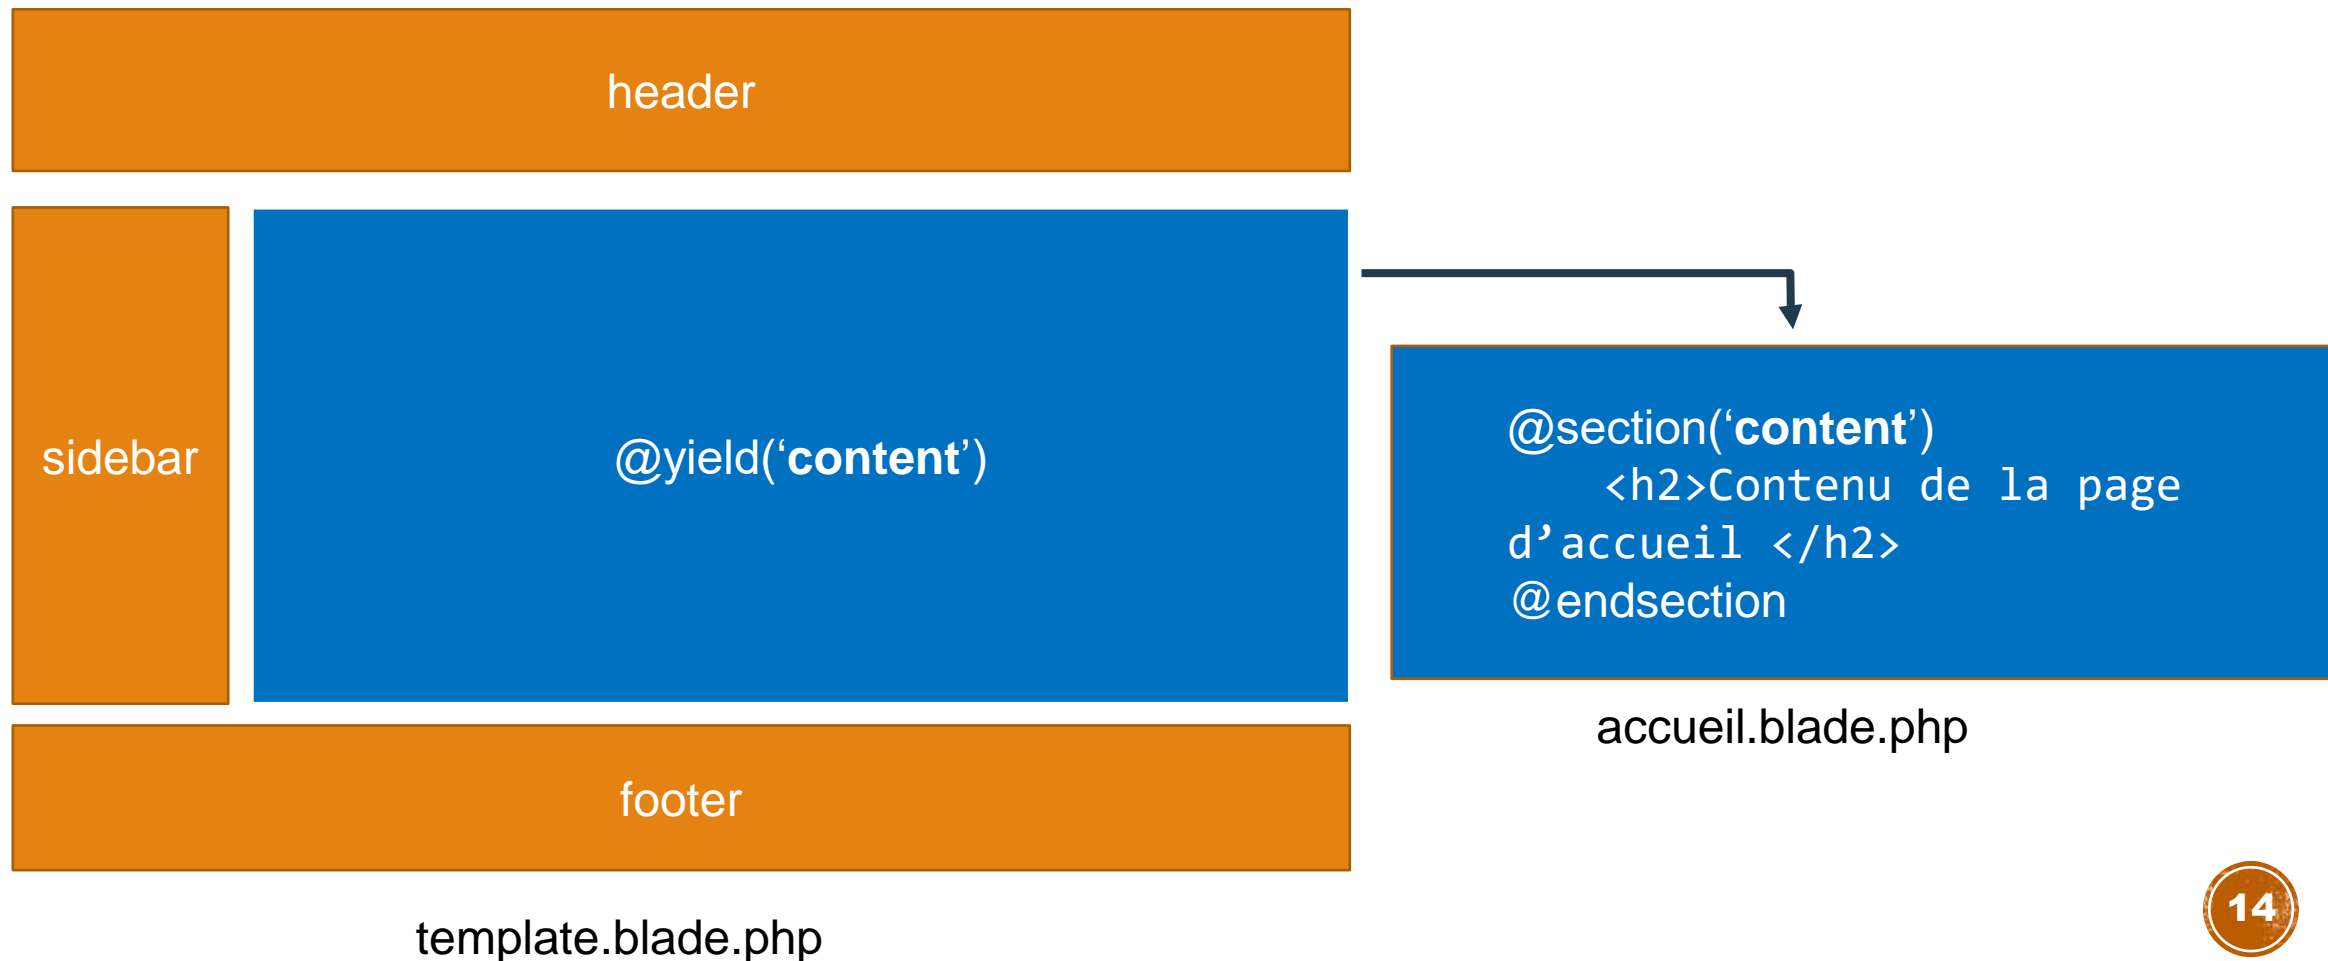 header
sidebar
@yield(‘content’)
@section(‘content’)
<h2>Contenu de la page
d’accueil </h2>
@endsection
accueil.blade.php
footer
template.blade.php
14